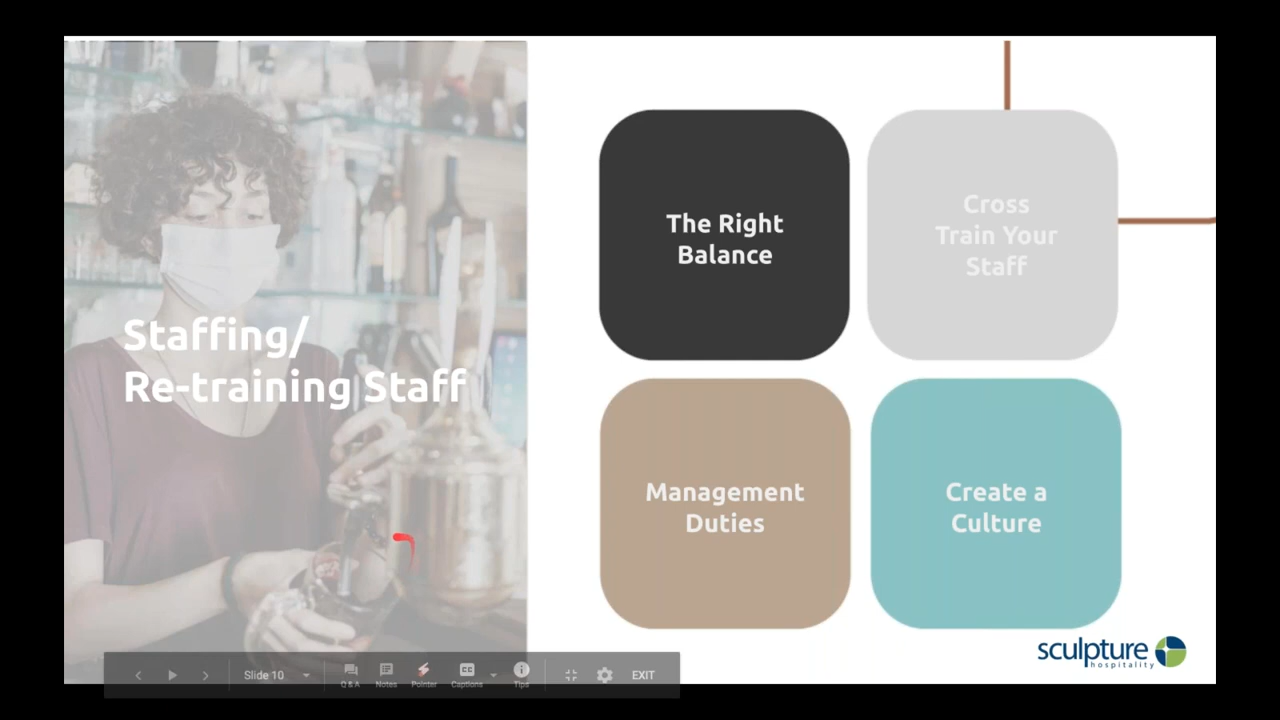 Staffing/
Re-training Staff
The Right
Balance
Cross
Train Your
Staff
Management
Duties
Create a
Culture
sculpture
hospitality
Slide 10
Q & A
Notes
Pointer
CC
Captions
Tips
EXIT